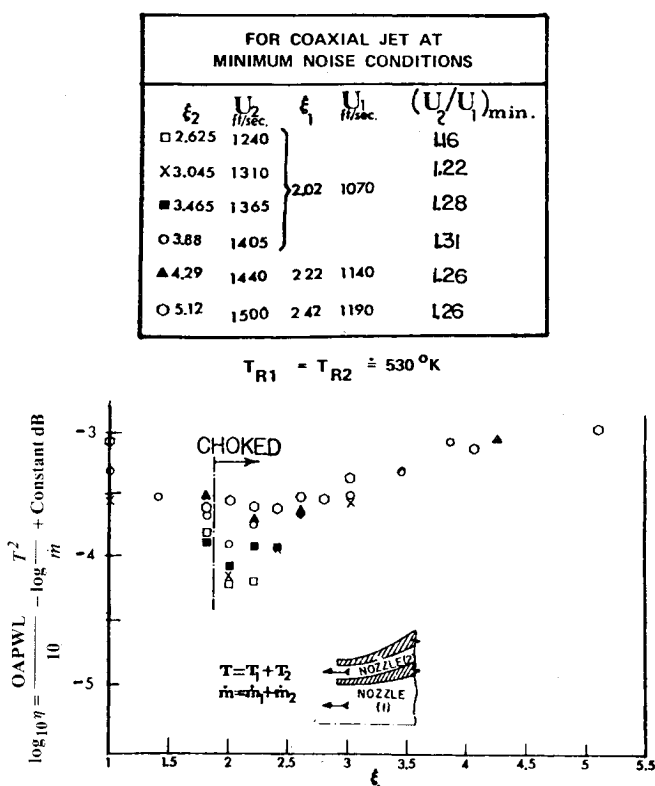 FOR COAXIAL JET AT
MINIMUM NOISE CONDITIONS
ξ2 U2 ft/sec. ξ1 U1 ft/sec. (U2/U1)min.
□ 2.625 1240 1.16
X 3.045 1310 1.22
2.02 1070
■ 3.465 1365 1.28
○ 3.88 1405 1.31
▲ 4.29 1440 2.22 1140 1.26
⬡ 5.12 1500 2.42 1190 1.26
T_R1 = T_R2 ≐ 530 °K
log10 η = OAPWL/10 - log T²/ṁ + Constant dB
-3
-4
-5
CHOKED
T=T1+T2
ṁ=ṁ1+ṁ2
NOZZLE(2)
NOZZLE
(1)
1 1.5 2 2.5 3 3.5 4 4.5 5 5.5
ξ